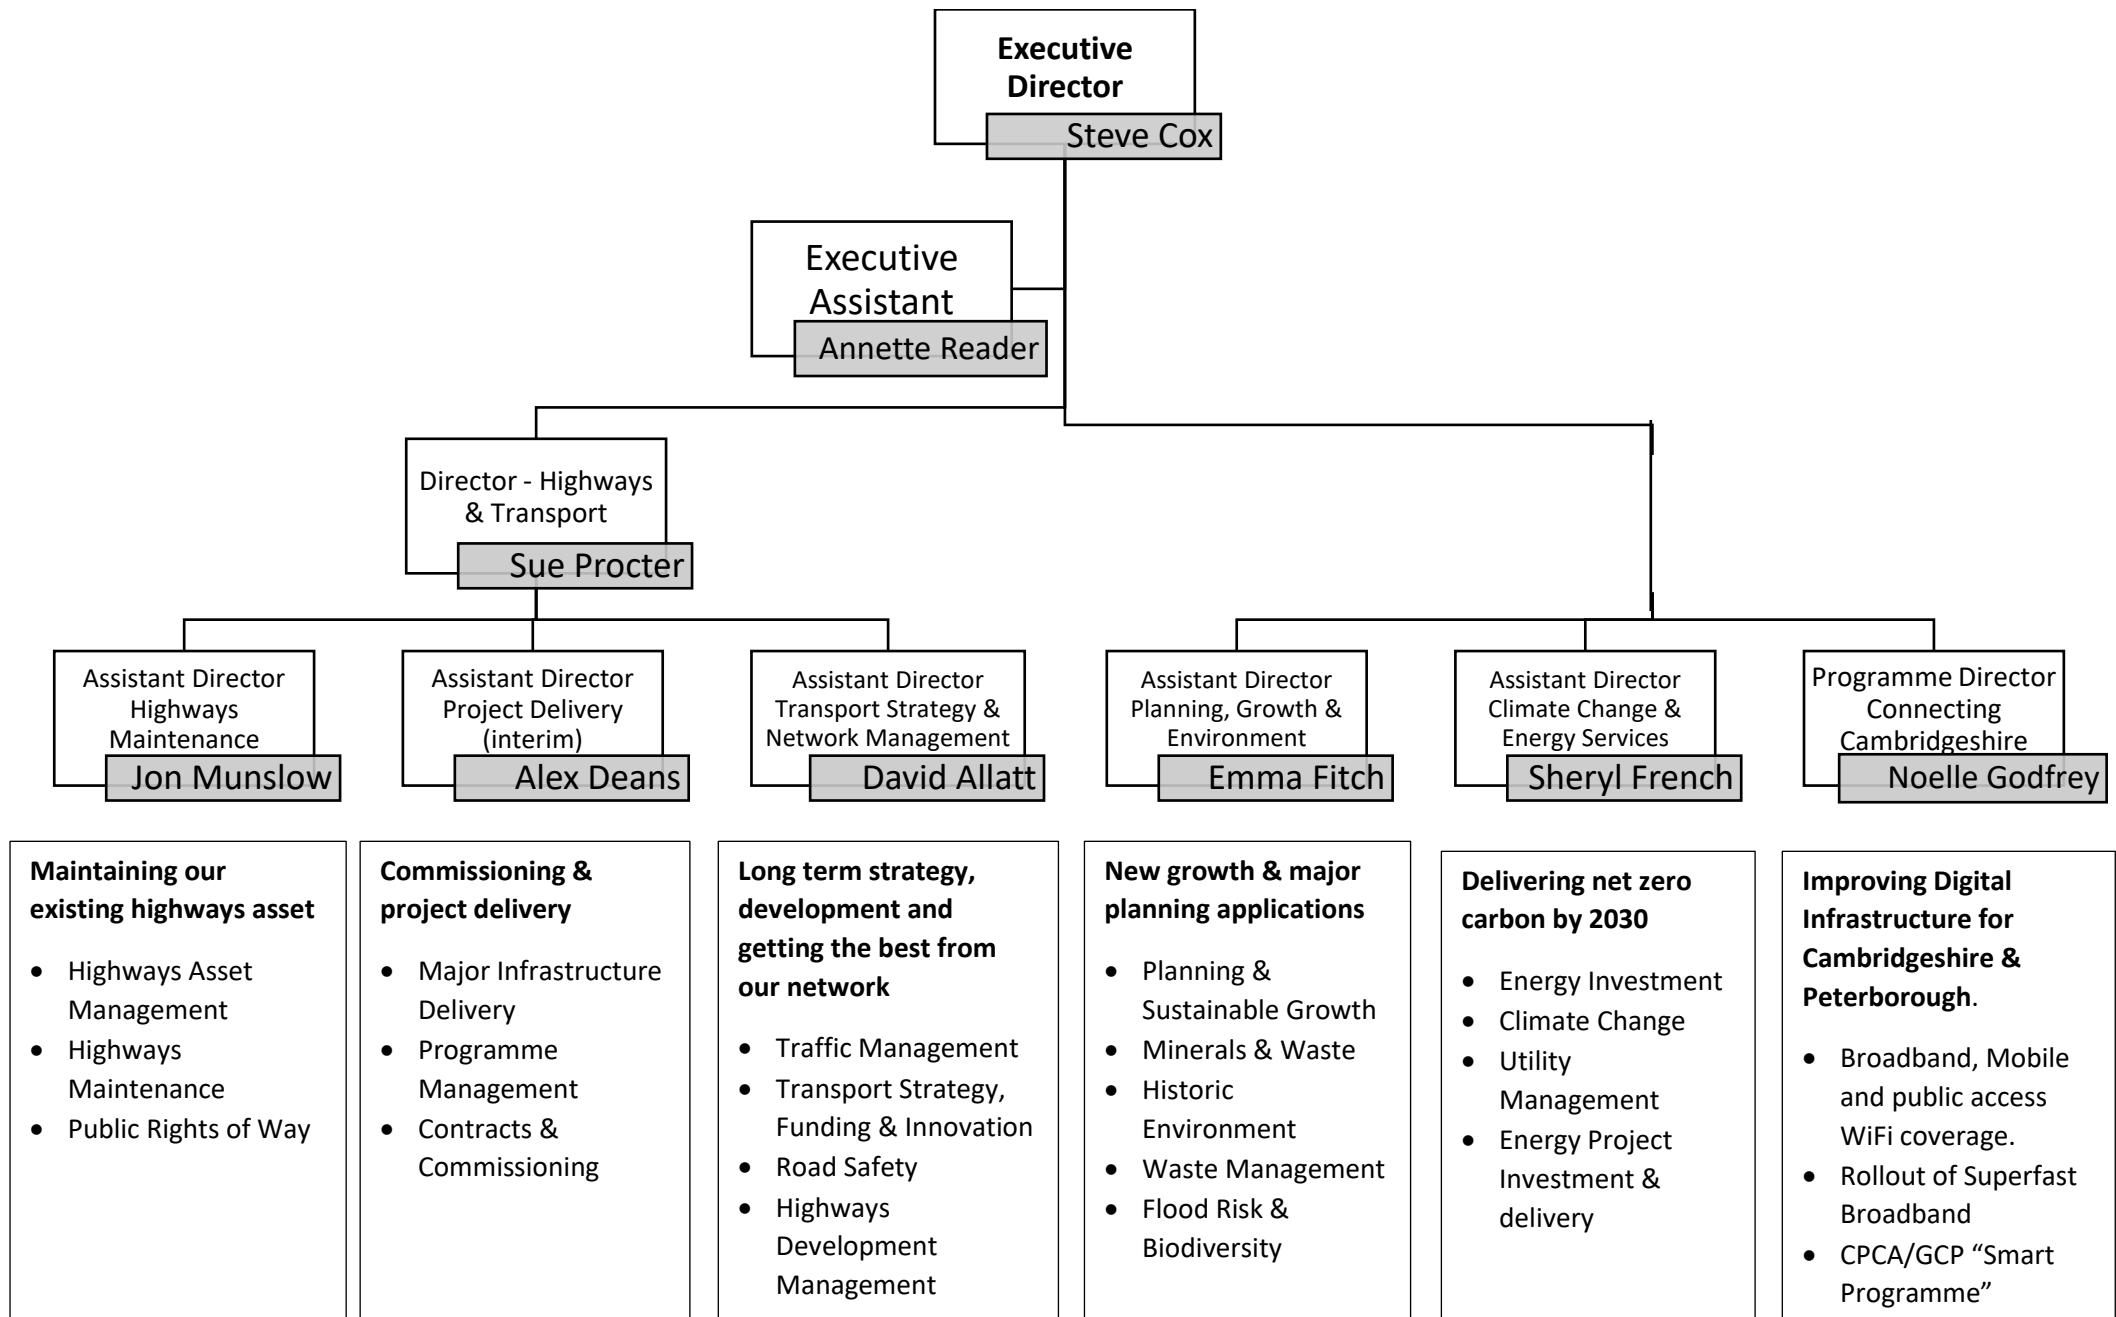 Executive
Director
Steve Cox
Executive
Assistant
Annette Reader
Director - Highways
& Transport
Sue Procter
Assistant Director
Highways
Maintenance
Jon Munslow
Assistant Director
Project Delivery
(interim)
Alex Deans
Assistant Director
Transport Strategy &
Network Management
David Allatt
Assistant Director
Planning, Growth &
Environment
Emma Fitch
Assistant Director
Climate Change &
Energy Services
Sheryl French
Programme Director
Connecting
Cambridgeshire
Noelle Godfrey
Maintaining our
existing highways asset
• Highways Asset
Management
• Highways
Maintenance
• Public Rights of Way
Commissioning &
project delivery
• Major Infrastructure
Delivery
• Programme
Management
• Contracts &
Commissioning
Long term strategy,
development and
getting the best from
our network
• Traffic Management
• Transport Strategy,
Funding & Innovation
• Road Safety
• Highways
Development
Management
New growth & major
planning applications
• Planning &
Sustainable Growth
• Minerals & Waste
• Historic
Environment
• Waste Management
• Flood Risk &
Biodiversity
Delivering net zero
carbon by 2030
• Energy Investment
• Climate Change
• Utility
Management
• Energy Project
Investment &
delivery
Improving Digital
Infrastructure for
Cambridgeshire &
Peterborough.
• Broadband, Mobile
and public access
WiFi coverage.
• Rollout of Superfast
Broadband
• CPCA/GCP “Smart
Programme”